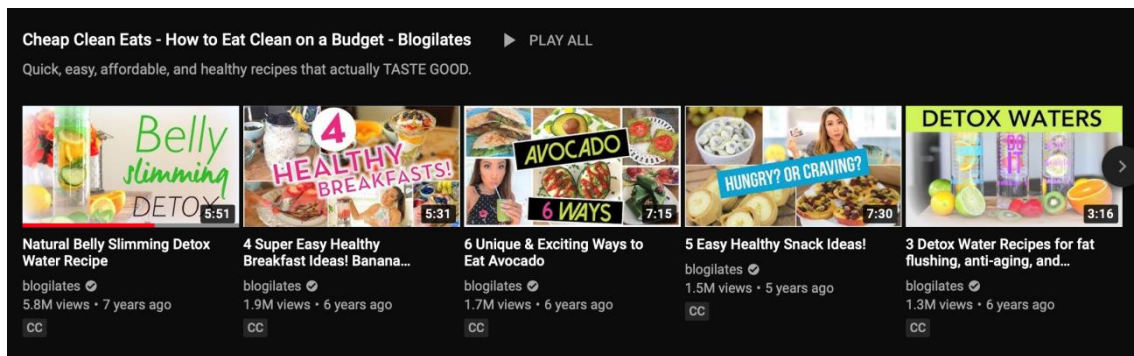 Cheap Clean Eats - How to Eat Clean on a Budget - Blogilates PLAY ALL
Quick, easy, affordable, and healthy recipes that actually TASTE GOOD.
Belly
slimming
DETOX
5:51
Natural Belly Slimming Detox
Water Recipe
blogilates
5.8M views • 7 years ago
CC
4
HEALTHY
BREAKFASTS!
5:31
4 Super Easy Healthy
Breakfast Ideas! Banana...
blogilates
1.9M views • 6 years ago
CC
AVOCADO
6 WAYS
7:15
6 Unique & Exciting Ways to
Eat Avocado
blogilates
1.7M views • 6 years ago
CC
HUNGRY? OR CRAVING?
7:30
5 Easy Healthy Snack Ideas!
blogilates
1.5M views • 5 years ago
CC
DETOX WATERS
3:16
3 Detox Water Recipes for fat
flushing, anti-aging, and...
blogilates
1.3M views • 6 years ago
CC